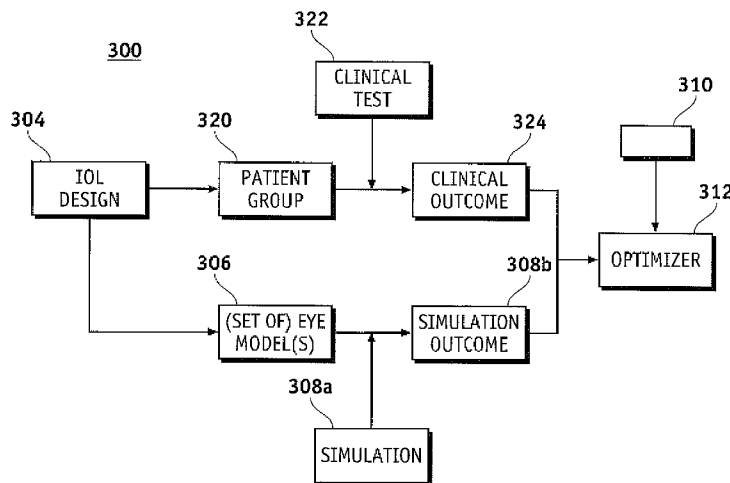 300
322
CLINICAL
TEST
304
IOL
DESIGN
320
PATIENT
GROUP
324
CLINICAL
OUTCOME
310
312
OPTIMIZER
306
(SET OF) EYE
MODEL(S)
308b
SIMULATION
OUTCOME
308a
SIMULATION